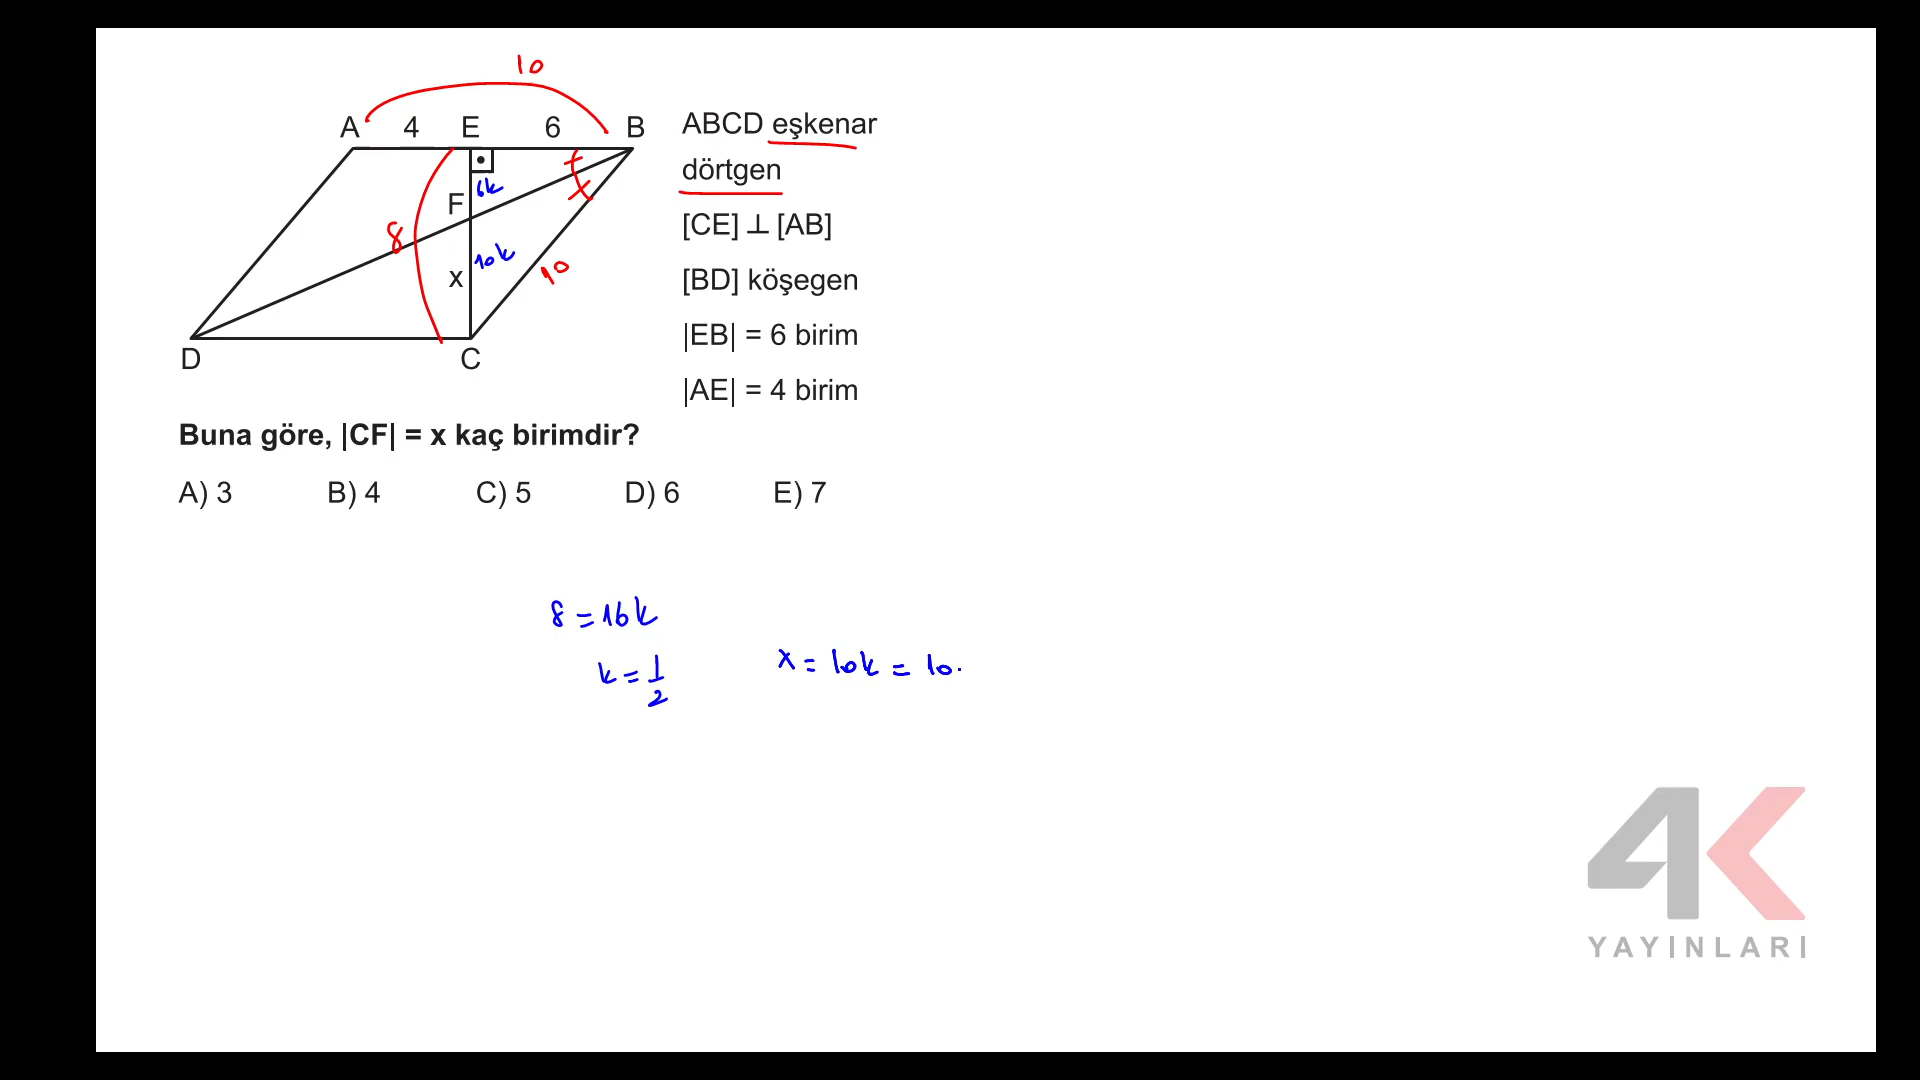 10
A 4 E 6 B
ABCD eşkenar
dörtgen
6k
F
8
[CE] ⊥ [AB]
10k
x
10
[BD] köşegen
|EB| = 6 birim
D C
|AE| = 4 birim
Buna göre, |CF| = x kaç birimdir?
A) 3 B) 4 C) 5 D) 6 E) 7
8 = 16k
k = 1/2
x = 10k = 10.
4K
YAYINLARI